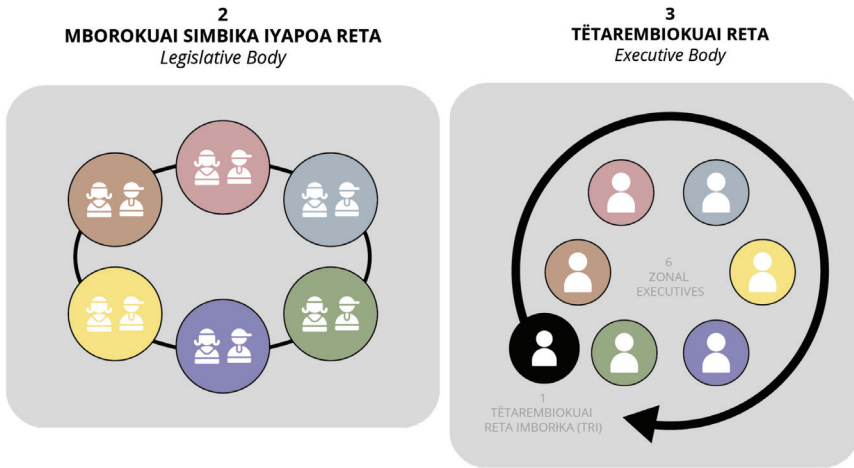 2
MBOROKUAI SIMBIKA IYAPOA RETA
Legislative Body
3
TËTAREMBIOKUAI RETA
Executive Body
6
ZONAL
EXECUTIVES
1
TËTAREMBIOKUAI
RETA IMBORIKA (TRI)